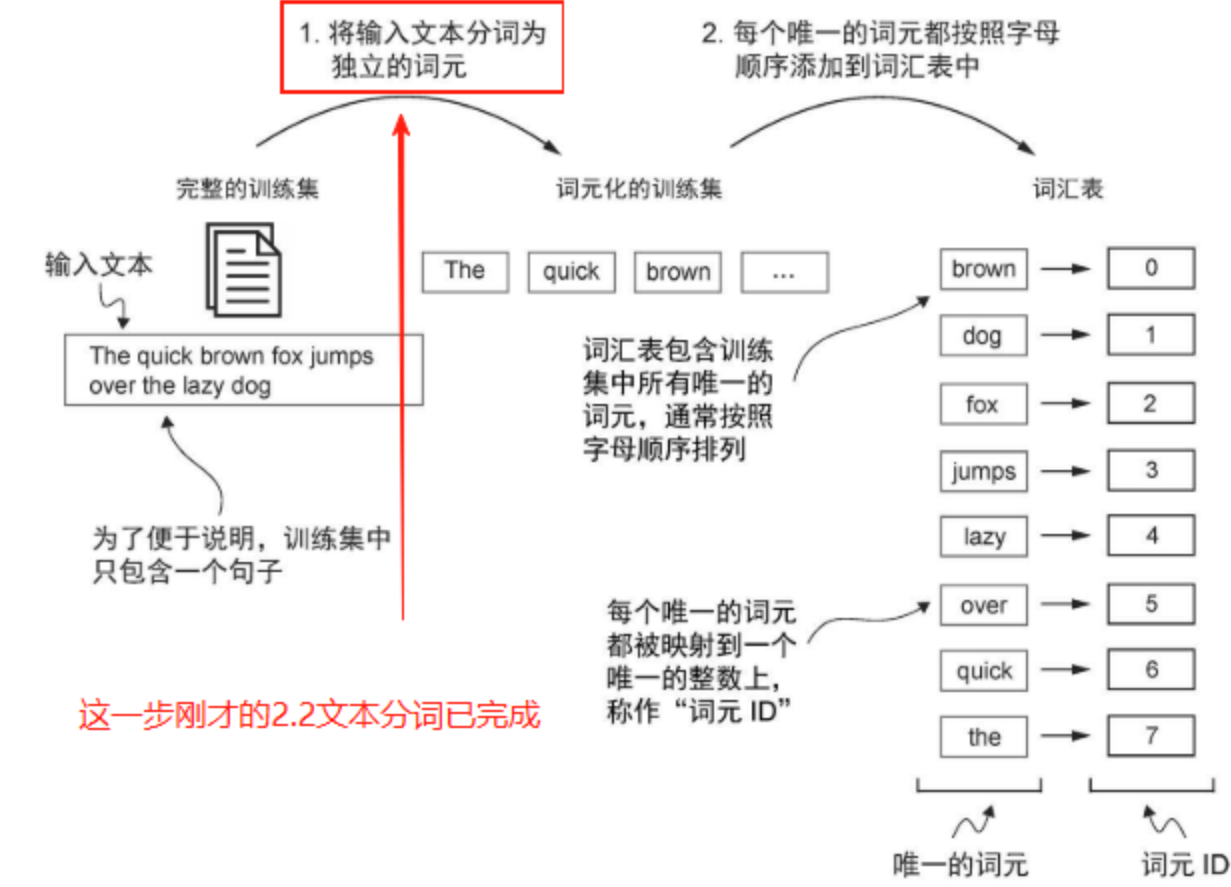 1. 将输入文本分词为
独立的词元
2. 每个唯一的词元都按照字母
顺序添加到词汇表中
完整的训练集
词元化的训练集
词汇表
输入文本
The quick brown fox jumps
over the lazy dog
为了便于说明，训练集中
只包含一个句子
这一步刚才的2.2文本分词已完成
The quick brown ...
词汇表包含训练
集中所有唯一的
词元，通常按照
字母顺序排列
每个唯一的词元
都被映射到一个
唯一的整数上，
称作“词元 ID”
brown 0
dog 1
fox 2
jumps 3
lazy 4
over 5
quick 6
the 7
唯一的词元
词元 ID